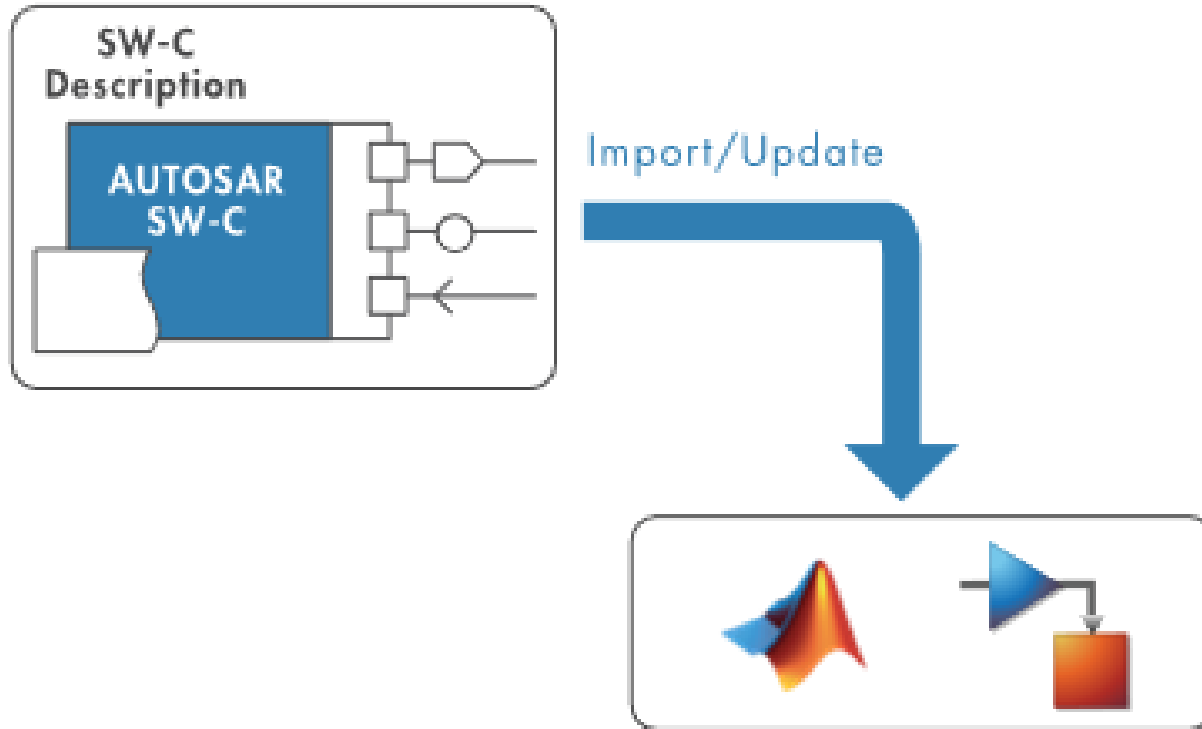 SW-C
Description
AUTOSAR
SW-C
Import/Update